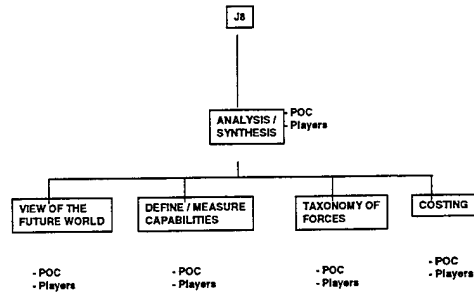 J8
ANALYSIS /
SYNTHESIS
- POC
- Players
VIEW OF THE
FUTURE WORLD
DEFINE / MEASURE
CAPABILITIES
TAXONOMY OF
FORCES
COSTING
- POC
- Players
- POC
- Players
- POC
- Players
- POC
- Players